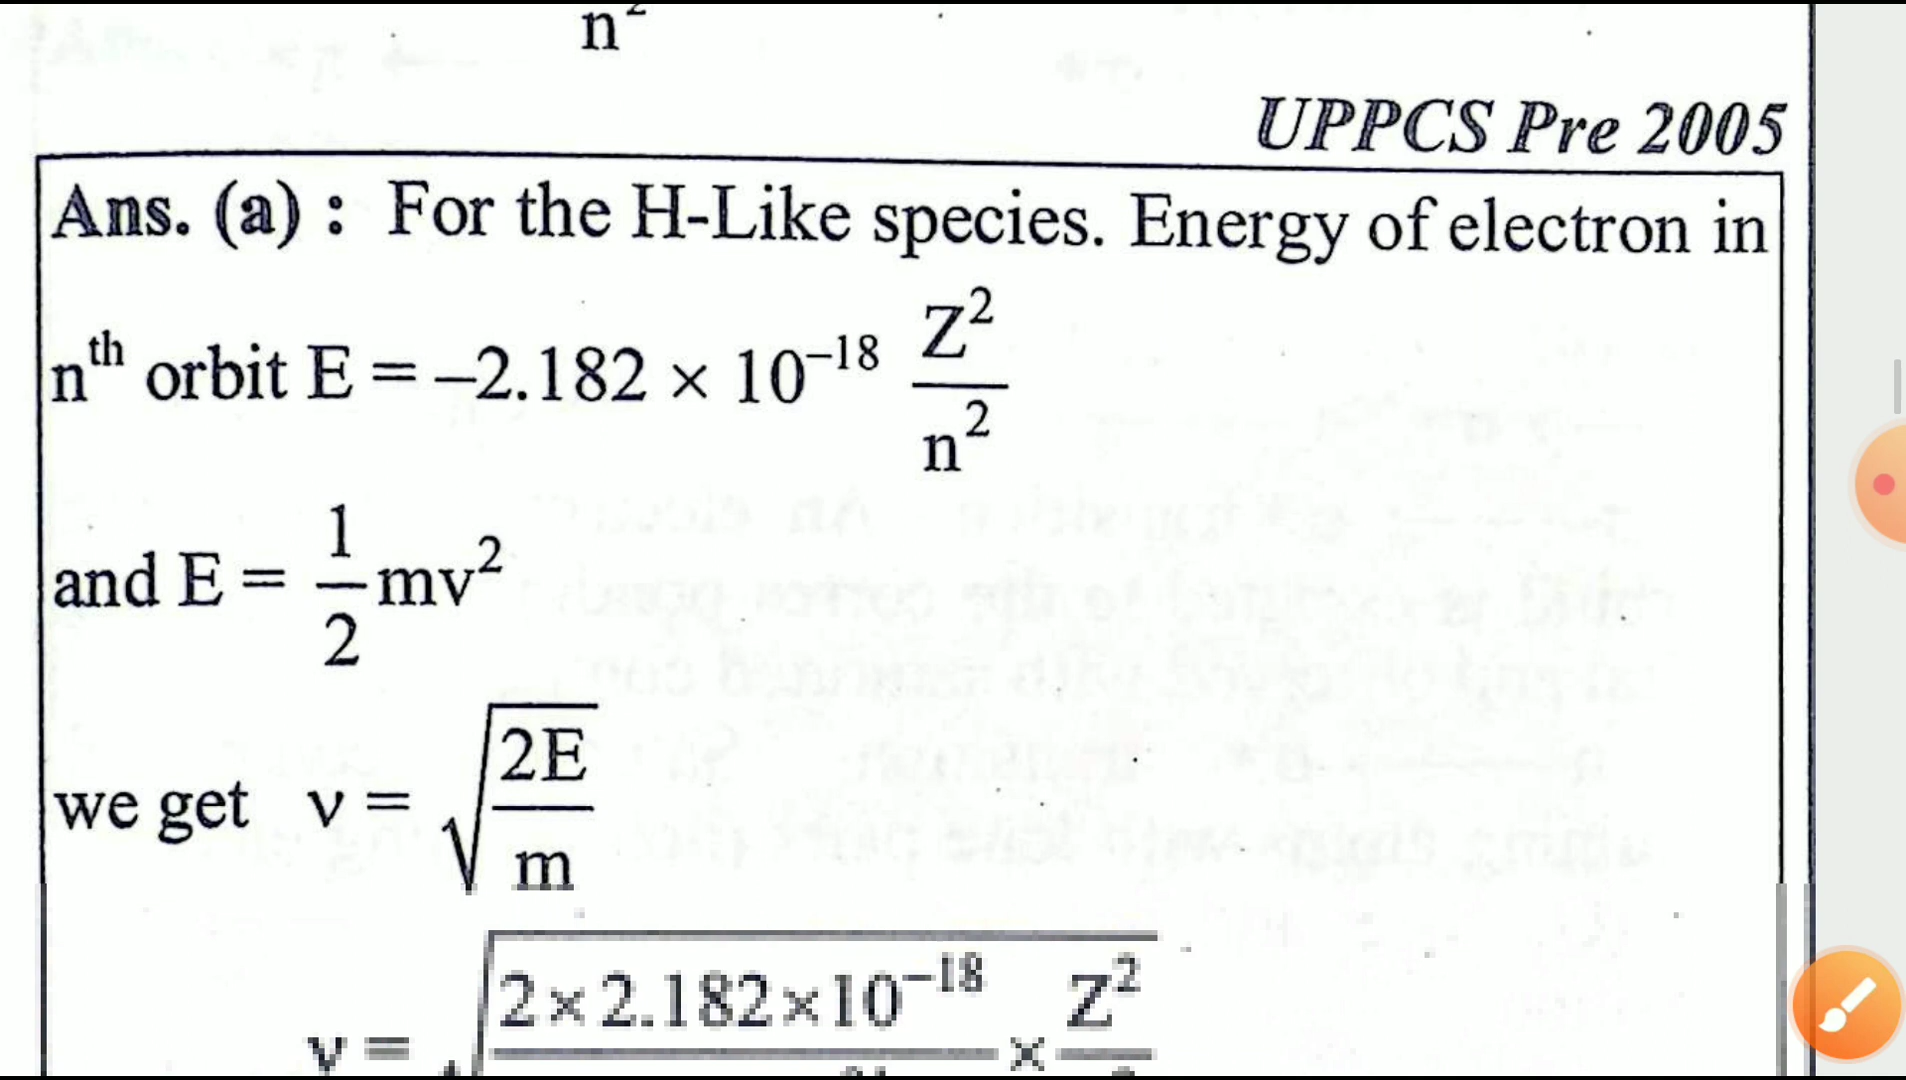 n²
UPPCS Pre 2005
Ans. (a) : For the H-Like species. Energy of electron in
nᵗʰ orbit E = –2.182 × 10⁻¹⁸ Z²/n²
and E = 1/2 mv²
we get v = √(2E/m)
v = √(2×2.182×10⁻¹⁸ × Z²